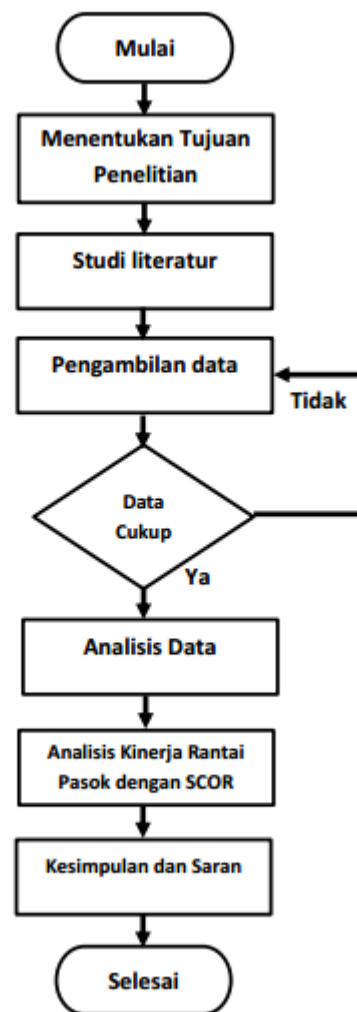 Mulai
Menentukan Tujuan
Penelitian
Studi literatur
Pengambilan data
Tidak
Data
Cukup
Ya
Analisis Data
Analisis Kinerja Rantai
Pasok dengan SCOR
Kesimpulan dan Saran
Selesai